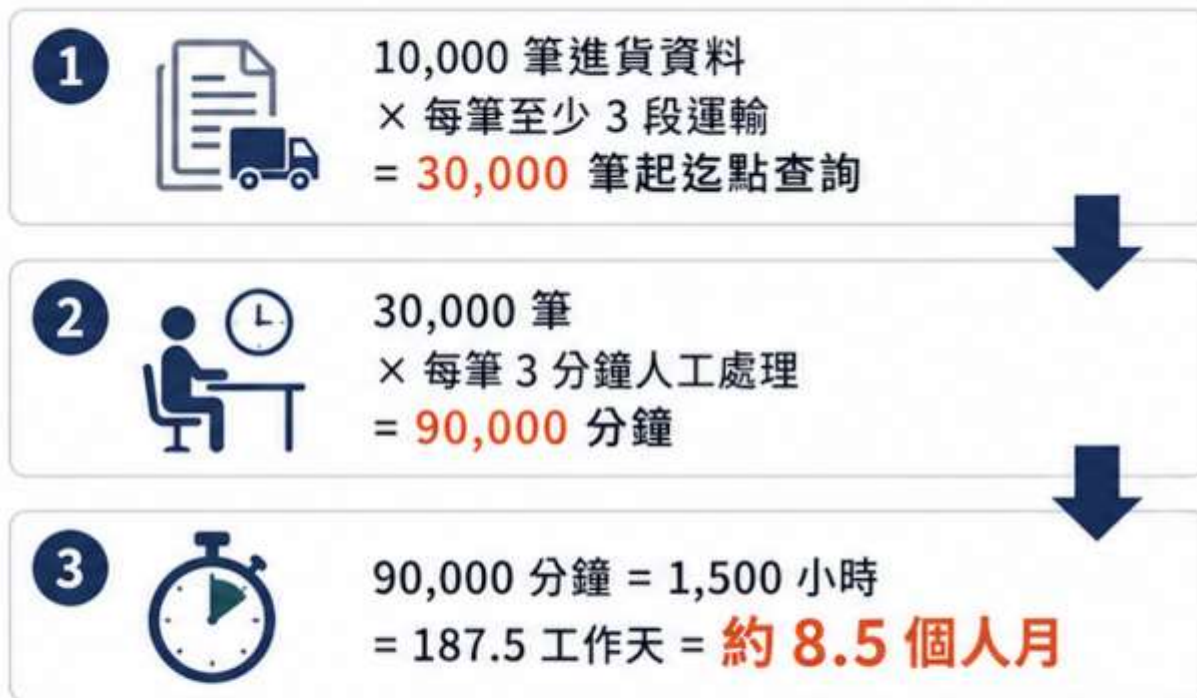 1
10,000 筆進貨資料
× 每筆至少 3 段運輸
= 30,000 筆起迄點查詢
2
30,000 筆
× 每筆 3 分鐘人工處理
= 90,000 分鐘
3
90,000 分鐘 = 1,500 小時
= 187.5 工作天 = 約 8.5 個人月